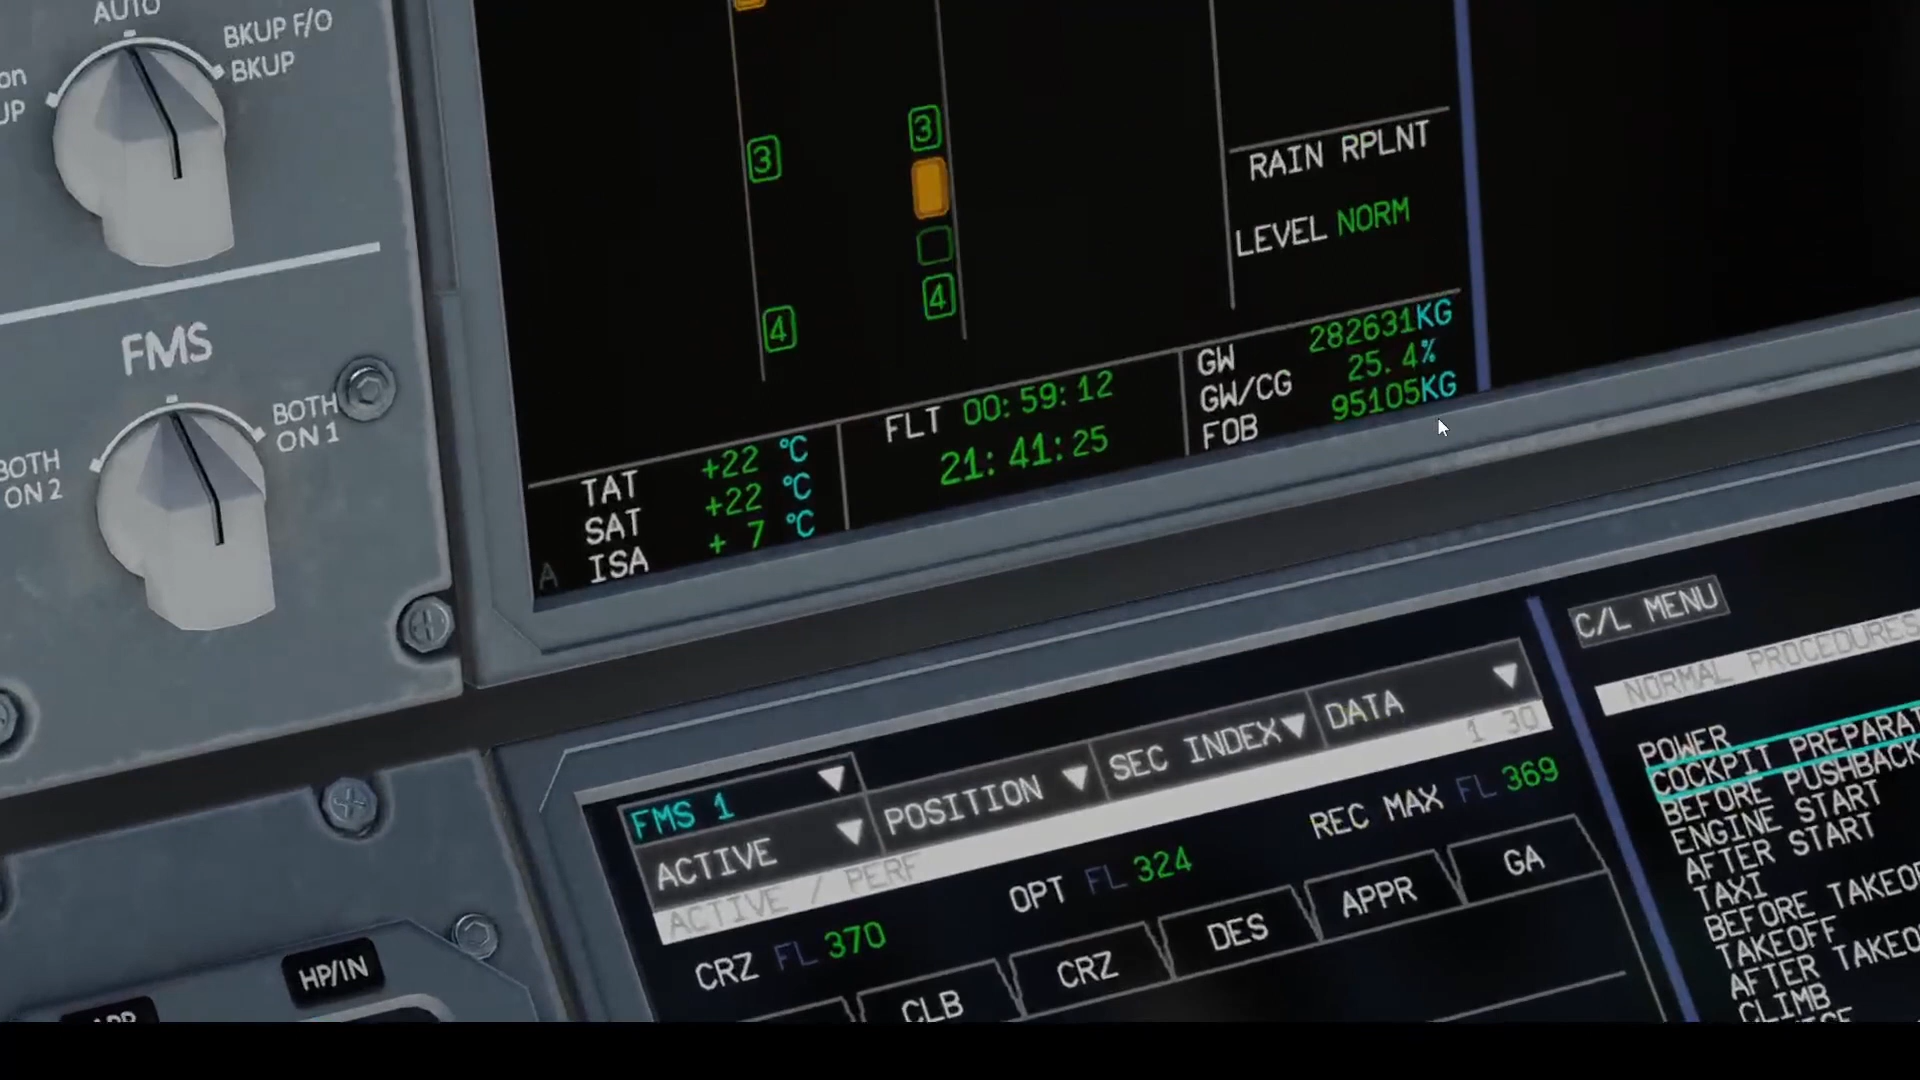 AUTO
BKUP F/O
BKUP
on
UP
FMS
BOTH
ON 1
BOTH
ON 2
HP/IN
3
3
4
4
RAIN RPLNT
LEVEL NORM
TAT +22 °C
SAT +22 °C
ISA + 7 °C
A
FLT 00:59:12
21:41:25
GW 282631KG
GW/CG 25.4%
FOB 95105KG
FMS 1
ACTIVE
POSITION
SEC INDEX
DATA
ACTIVE / PERF
1 30
CRZ FL 370
OPT FL 324
REC MAX FL 369
CLB
CRZ
DES
APPR
GA
C/L MENU
NORMAL PROCEDURES
POWER
COCKPIT PREPARAT
BEFORE PUSHBACK
ENGINE START
AFTER START
TAXI
BEFORE TAKEOF
TAKEOFF
AFTER TAKEO
CLIMB